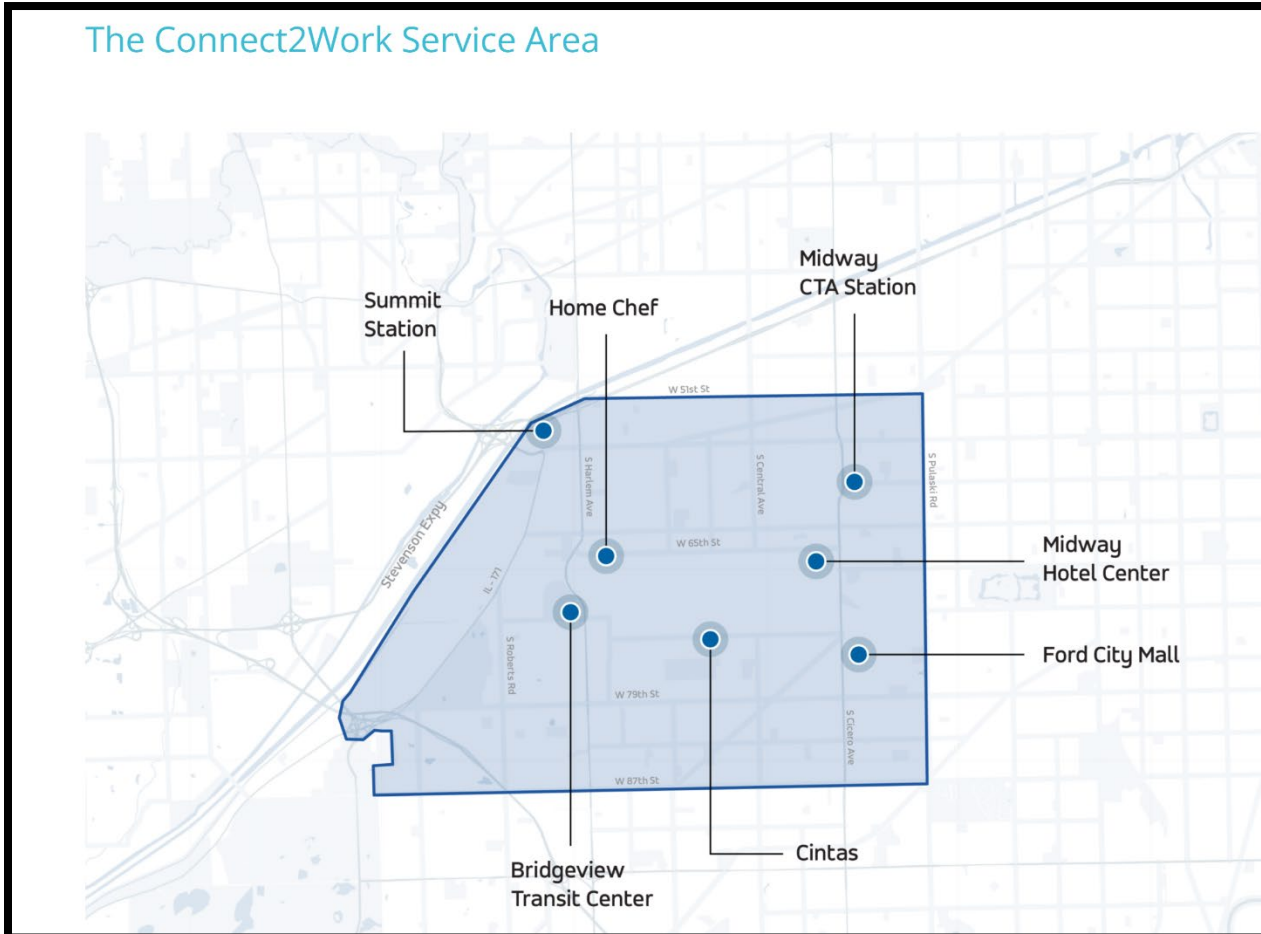 The Connect2Work Service Area
Midway
CTA Station
Summit
Station
Home Chef
W 51st St
S Harlem Ave
S Central Ave
S Pulaski Rd
Stevenson Expy
W 65th St
Midway
Hotel Center
IL - 171
S Roberts Rd
Ford City Mall
W 79th St
S Cicero Ave
W 87th St
Cintas
Bridgeview
Transit Center